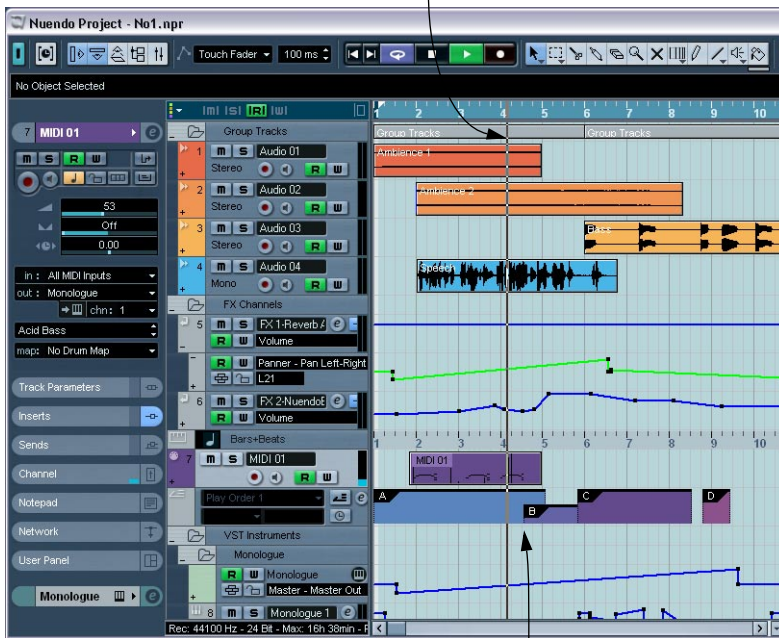 Nuendo Project - No1.npr
Touch Fader 100 ms
No Object Selected
m s R w
1 2 3 4 5 6 7 8 9 10
7 MIDI 01 e
Group Tracks
Group Tracks
Group Tracks
m S R W
1 m S Audio 01
Stereo R W
Ambience 1
2 m S Audio 02
Stereo R W
Ambience 2
53
Off
0.00
3 m S Audio 03
Stereo R W
Bass
in : All MIDI Inputs
out : Monologue
chn: 1
Acid Bass
map: No Drum Map
4 m S Audio 04
Mono R W
Speech
FX Channels
5 m S FX 1-Reverb A e
R W Volume
R W Panner - Pan Left-Right
L21
6 m S FX 2-NuendoE e
R W Volume
Track Parameters
Inserts
Sends
Channel
Notepad
Network
User Panel
Monologue e
Bars+Beats
1 2 3 4 5 6 7 8 9 10
7 m S MIDI 01
R W
MIDI 01
Play Order 1 e
A B C D
VST Instruments
Monologue
R W Monologue
Master - Master Out
8 m S Monologue 1 e
Rec: 44100 Hz - 24 Bit - Max: 16h 38min - F